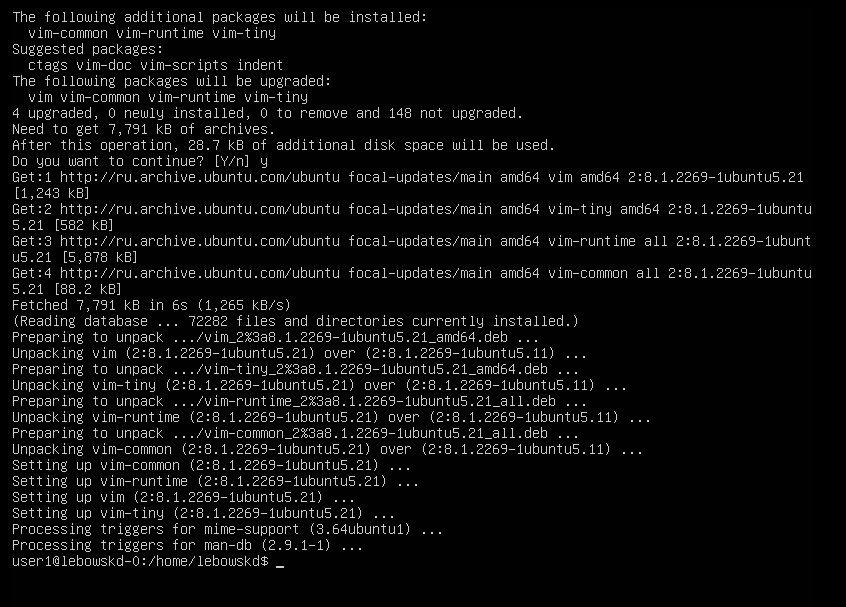 The following additional packages will be installed:
  vim-common vim-runtime vim-tiny
Suggested packages:
  ctags vim-doc vim-scripts indent
The following packages will be upgraded:
  vim vim-common vim-runtime vim-tiny
4 upgraded, 0 newly installed, 0 to remove and 148 not upgraded.
Need to get 7,791 kB of archives.
After this operation, 28.7 kB of additional disk space will be used.
Do you want to continue? [Y/n] y
Get:1 http://ru.archive.ubuntu.com/ubuntu focal-updates/main amd64 vim amd64 2:8.1.2269-1ubuntu5.21
[1,243 kB]
Get:2 http://ru.archive.ubuntu.com/ubuntu focal-updates/main amd64 vim-tiny amd64 2:8.1.2269-1ubuntu
5.21 [582 kB]
Get:3 http://ru.archive.ubuntu.com/ubuntu focal-updates/main amd64 vim-runtime all 2:8.1.2269-1ubunt
u5.21 [5,878 kB]
Get:4 http://ru.archive.ubuntu.com/ubuntu focal-updates/main amd64 vim-common all 2:8.1.2269-1ubuntu
5.21 [88.2 kB]
Fetched 7,791 kB in 6s (1,265 kB/s)
(Reading database ... 72282 files and directories currently installed.)
Preparing to unpack .../vim_2%3a8.1.2269-1ubuntu5.21_amd64.deb ...
Unpacking vim (2:8.1.2269-1ubuntu5.21) over (2:8.1.2269-1ubuntu5.11) ...
Preparing to unpack .../vim-tiny_2%3a8.1.2269-1ubuntu5.21_amd64.deb ...
Unpacking vim-tiny (2:8.1.2269-1ubuntu5.21) over (2:8.1.2269-1ubuntu5.11) ...
Preparing to unpack .../vim-runtime_2%3a8.1.2269-1ubuntu5.21_all.deb ...
Unpacking vim-runtime (2:8.1.2269-1ubuntu5.21) over (2:8.1.2269-1ubuntu5.11) ...
Preparing to unpack .../vim-common_2%3a8.1.2269-1ubuntu5.21_all.deb ...
Unpacking vim-common (2:8.1.2269-1ubuntu5.21) over (2:8.1.2269-1ubuntu5.11) ...
Setting up vim-common (2:8.1.2269-1ubuntu5.21) ...
Setting up vim-runtime (2:8.1.2269-1ubuntu5.21) ...
Setting up vim (2:8.1.2269-1ubuntu5.21) ...
Setting up vim-tiny (2:8.1.2269-1ubuntu5.21) ...
Processing triggers for mime-support (3.64ubuntu1) ...
Processing triggers for man-db (2.9.1-1) ...
user1@lebowskd-0:/home/lebowskd$ _